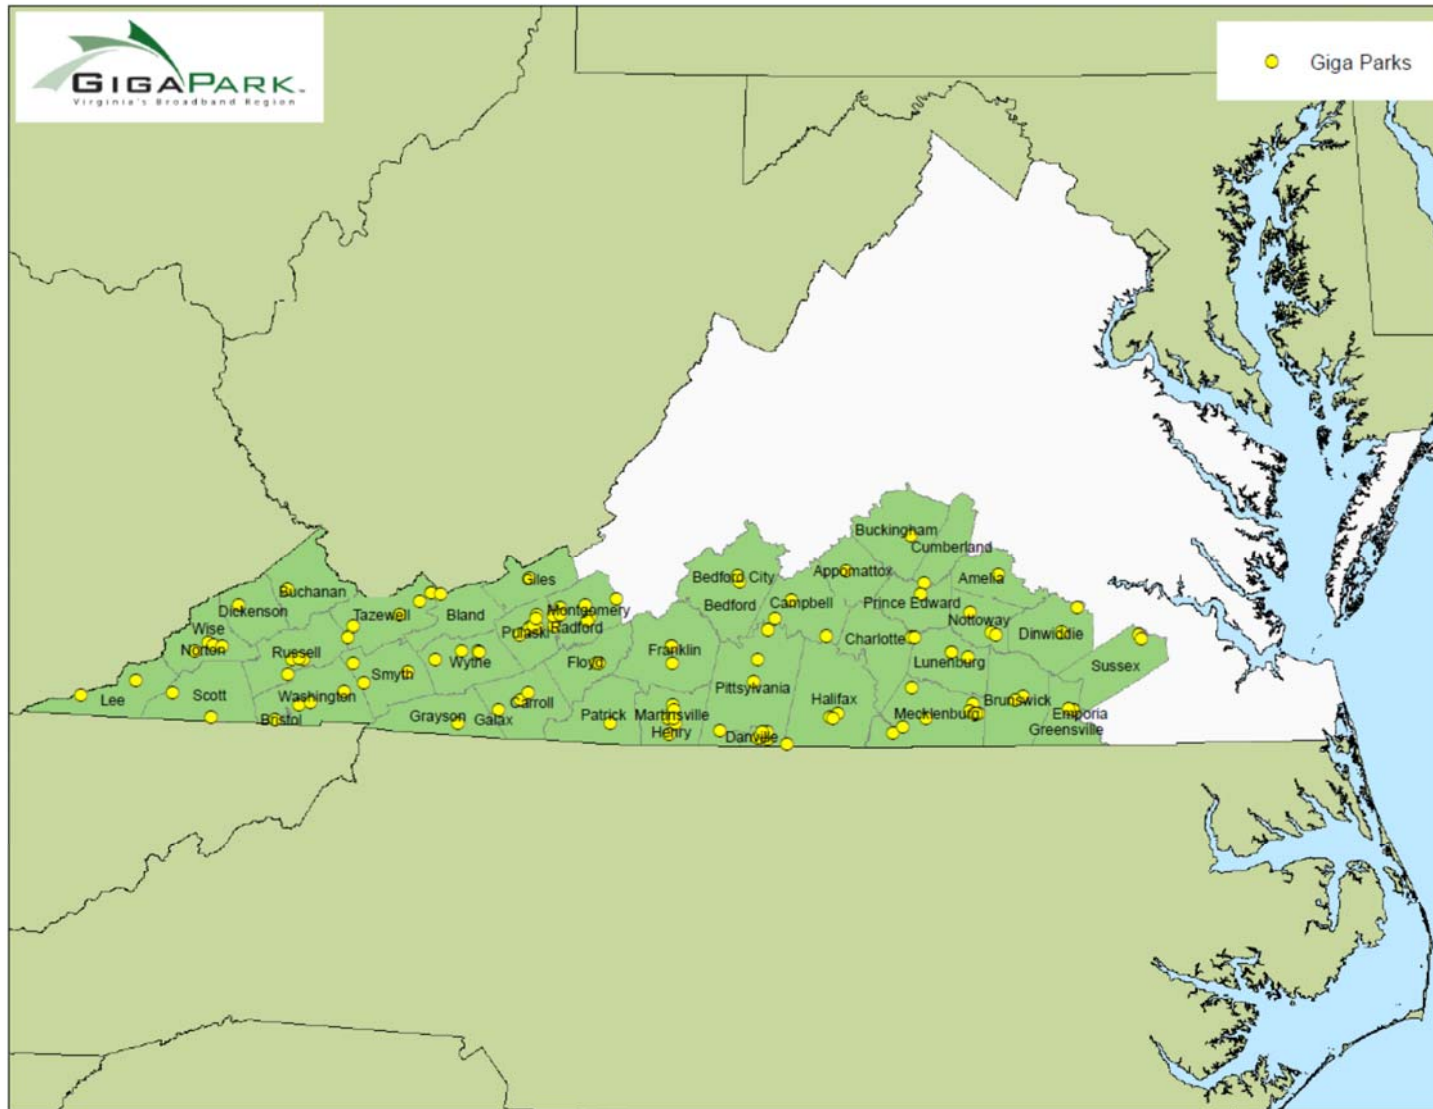 GIGAPARK™
Virginia's Broadband Region
Giga Parks
Buckingham
Cumberland
Appomattox
Amelia
Bedford City
Giles
Buchanan
Dickenson
Tazewell
Bland
Montgomery
Bedford
Campbell
Prince Edward
Wise
Pulaski
Radford
Nottoway
Dinwiddie
Norton
Russell
Wythe
Floyd
Franklin
Charlotte
Lunenburg
Sussex
Smyth
Pittsylvania
Lee
Scott
Washington
Carroll
Halifax
Brunswick
Bristol
Grayson
Galax
Patrick
Martinsville
Mecklenburg
Emporia
Henry
Danville
Greensville